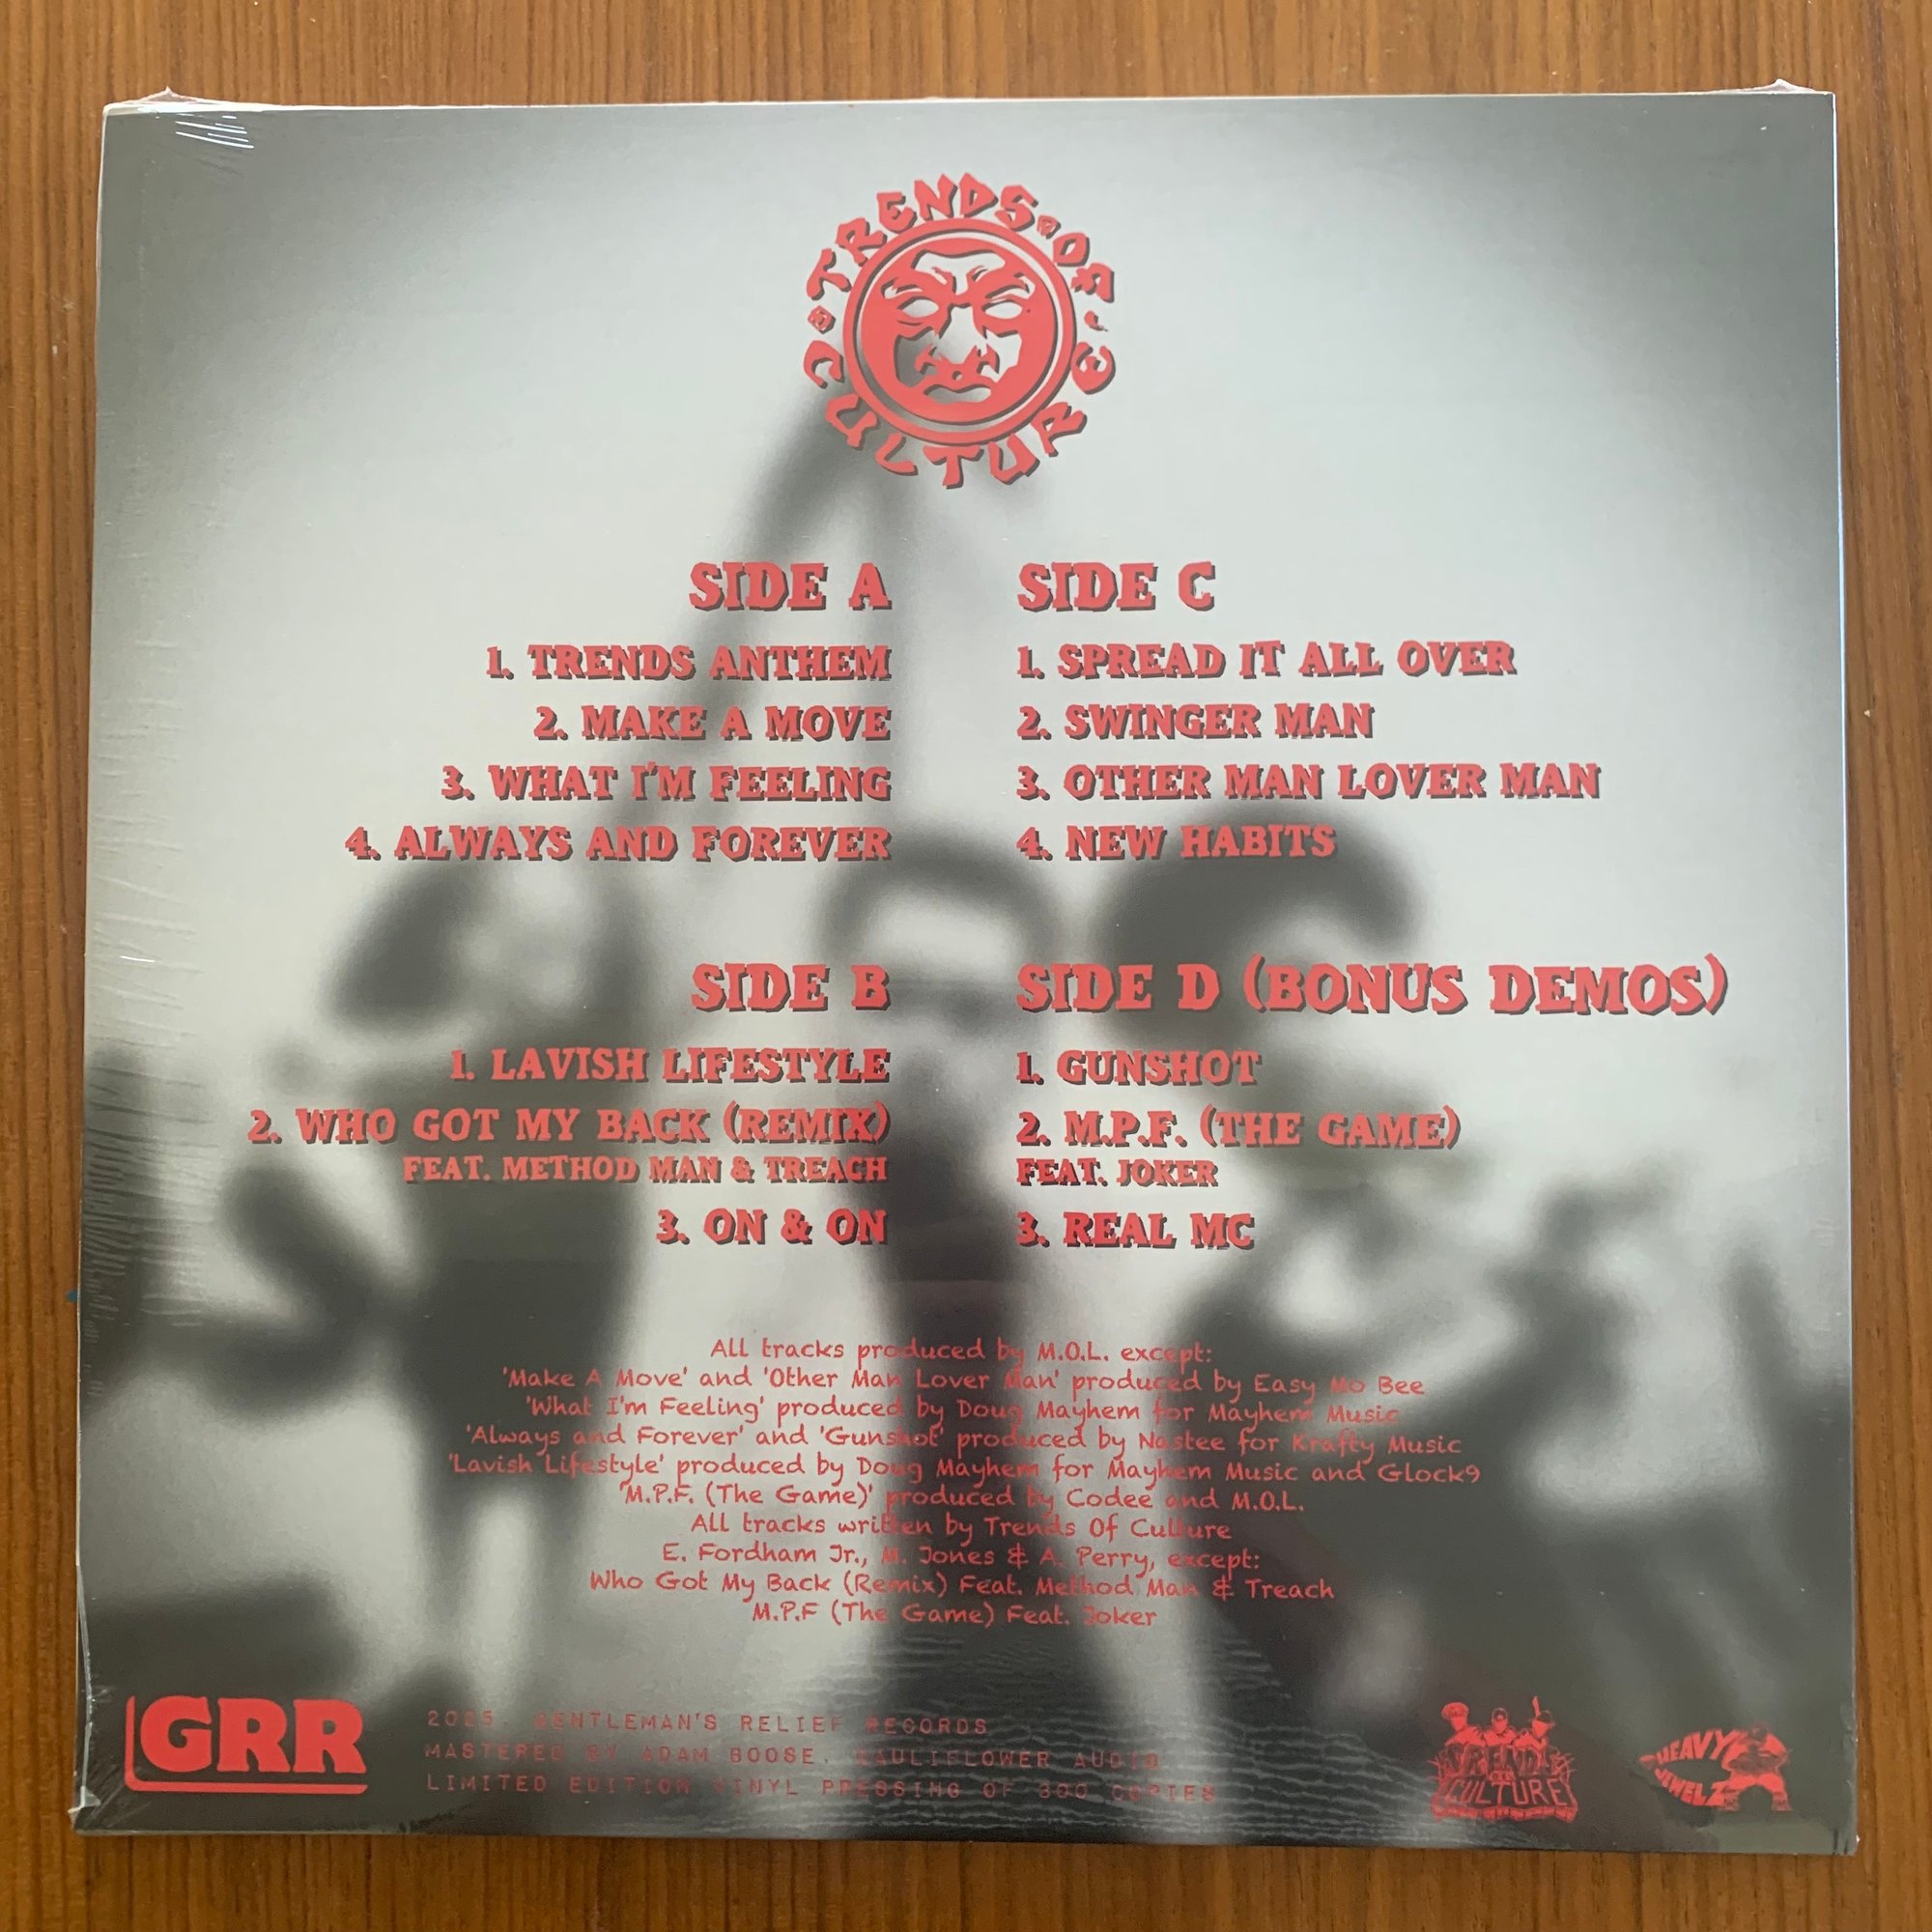 TRENDS OF CULTURE
SIDE A
1. TRENDS ANTHEM
2. MAKE A MOVE
3. WHAT I'M FEELING
4. ALWAYS AND FOREVER
SIDE B
1. LAVISH LIFESTYLE
2. WHO GOT MY BACK (REMIX)
FEAT. METHOD MAN & TREACH
3. ON & ON
SIDE C
1. SPREAD IT ALL OVER
2. SWINGER MAN
3. OTHER MAN LOVER MAN
4. NEW HABITS
SIDE D (BONUS DEMOS)
1. GUNSHOT
2. M.P.F. (THE GAME)
FEAT. JOKER
3. REAL MC
All tracks produced by M.O.L. except:
'Make A Move' and 'Other Man Lover Man' produced by Easy Mo Bee
'What I'm Feeling' produced by Doug Mayhem for Mayhem Music
'Always and Forever' and 'Gunshot' produced by Nastee for Krafty Music
'Lavish Lifestyle' produced by Doug Mayhem for Mayhem Music and Glock9
'M.P.F. (The Game)' produced by Codee and M.O.L.
All tracks written by Trends Of Culture
E. Fordham Jr., M. Jones & A. Perry, except:
Who Got My Back (Remix) Feat. Method Man & Treach
M.P.F (The Game) Feat. Joker
GRR
2025. GENTLEMAN'S RELIEF RECORDS
MASTERED BY ADAM BOOSE, CAULIFLOWER AUDIO
LIMITED EDITION VINYL PRESSING OF 300 COPIES
TRENDS OF CULTURE
HEAVY JEWELZ